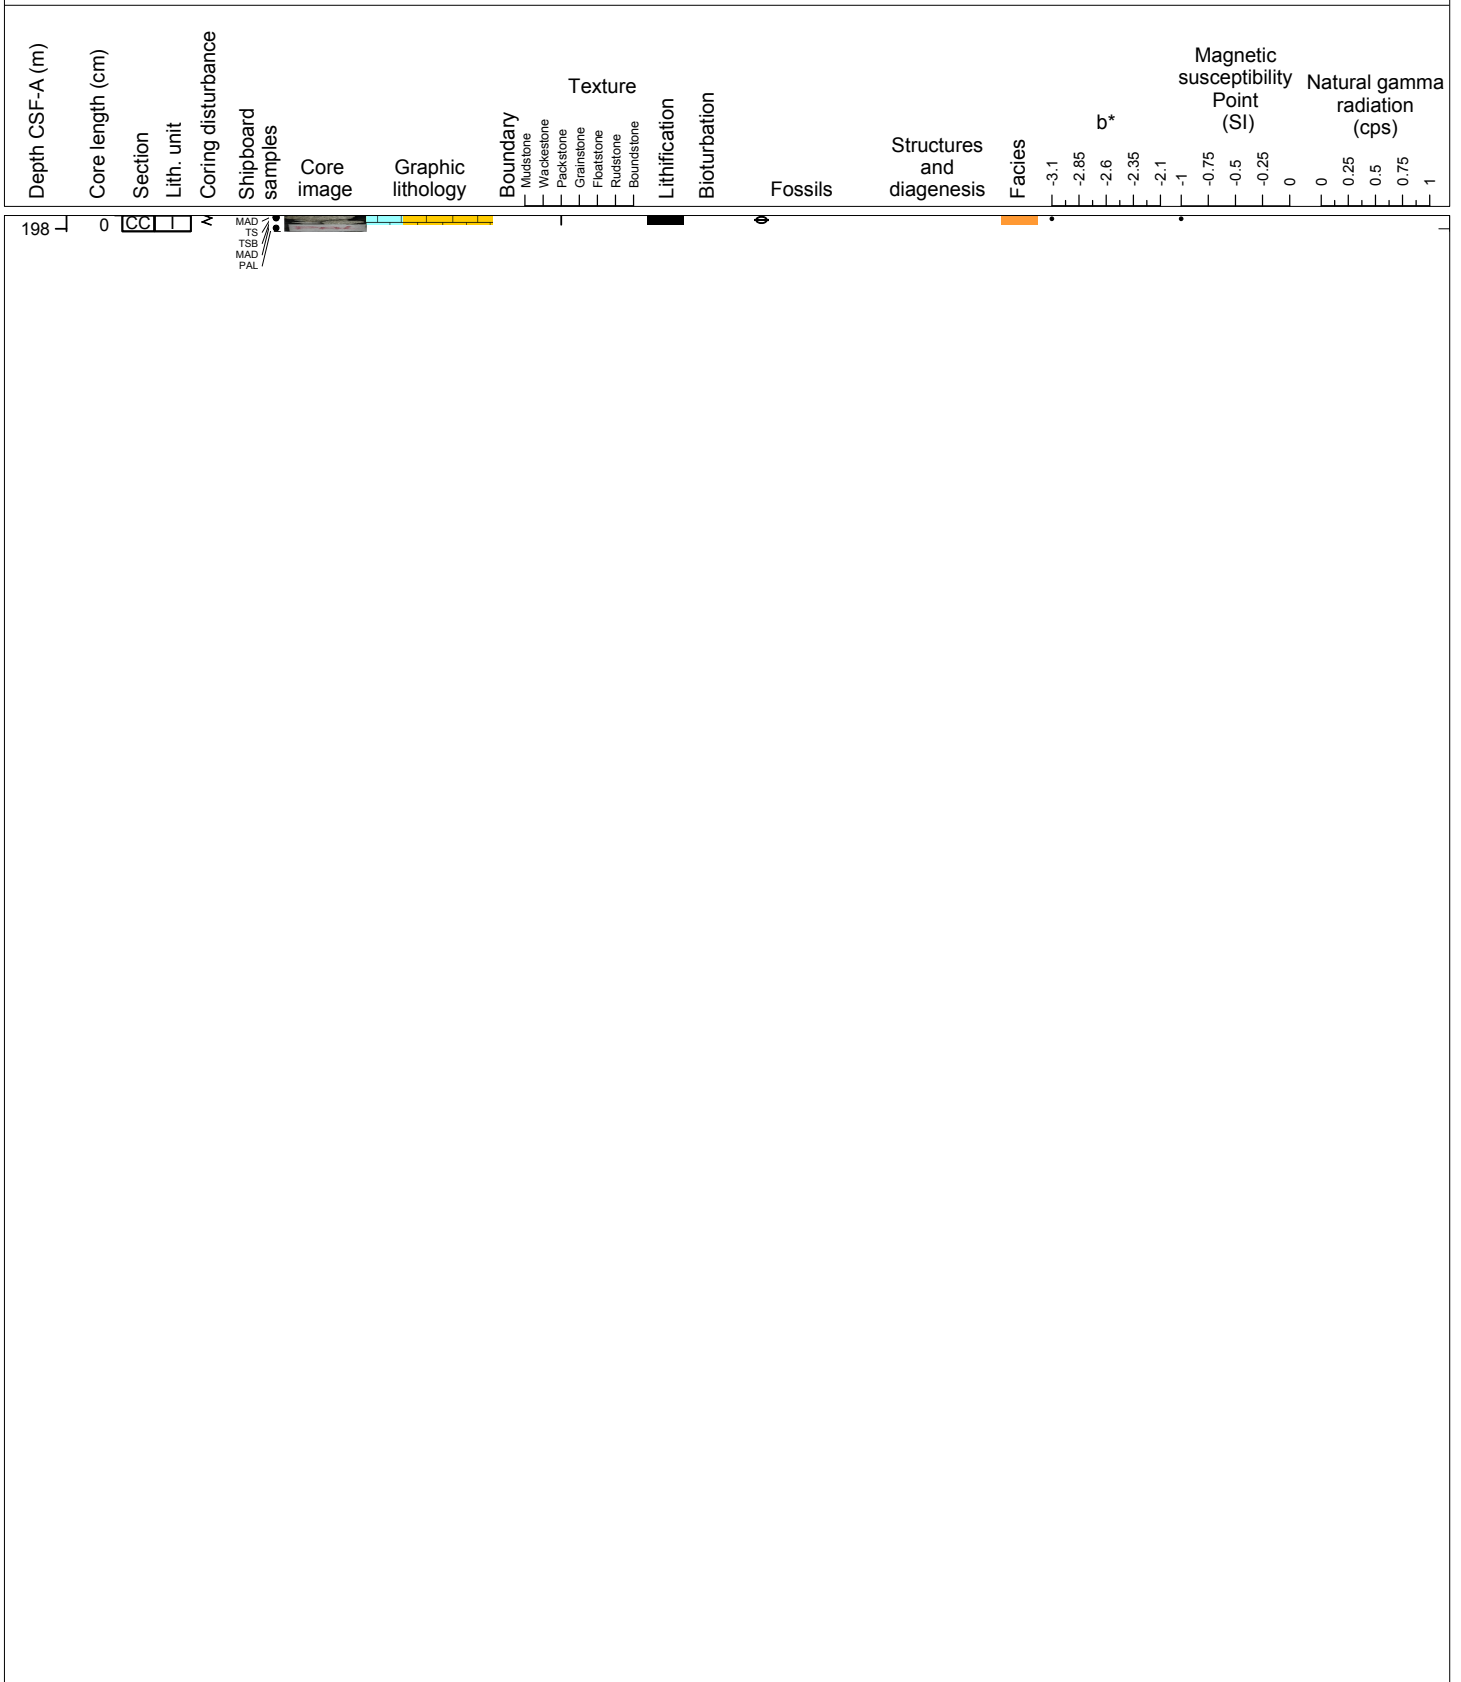 Depth CSF-A (m)
Core length (cm)
Section
Lith. unit
Coring disturbance
Shipboard
samples
Core
image
Graphic
lithology
Boundary
Texture
Mudstone
Wackestone
Packstone
Grainstone
Floatstone
Rudstone
Boundstone
Lithification
Bioturbation
Fossils
Structures
and
diagenesis
Facies
b*
-3.1
-2.85
-2.6
-2.35
-2.1
Magnetic
susceptibility
Point
(SI)
-1
-0.75
-0.5
-0.25
0
Natural gamma
radiation
(cps)
0
0.25
0.5
0.75
1
198
0
CC
I
MAD
TS
TSB
MAD
PAL